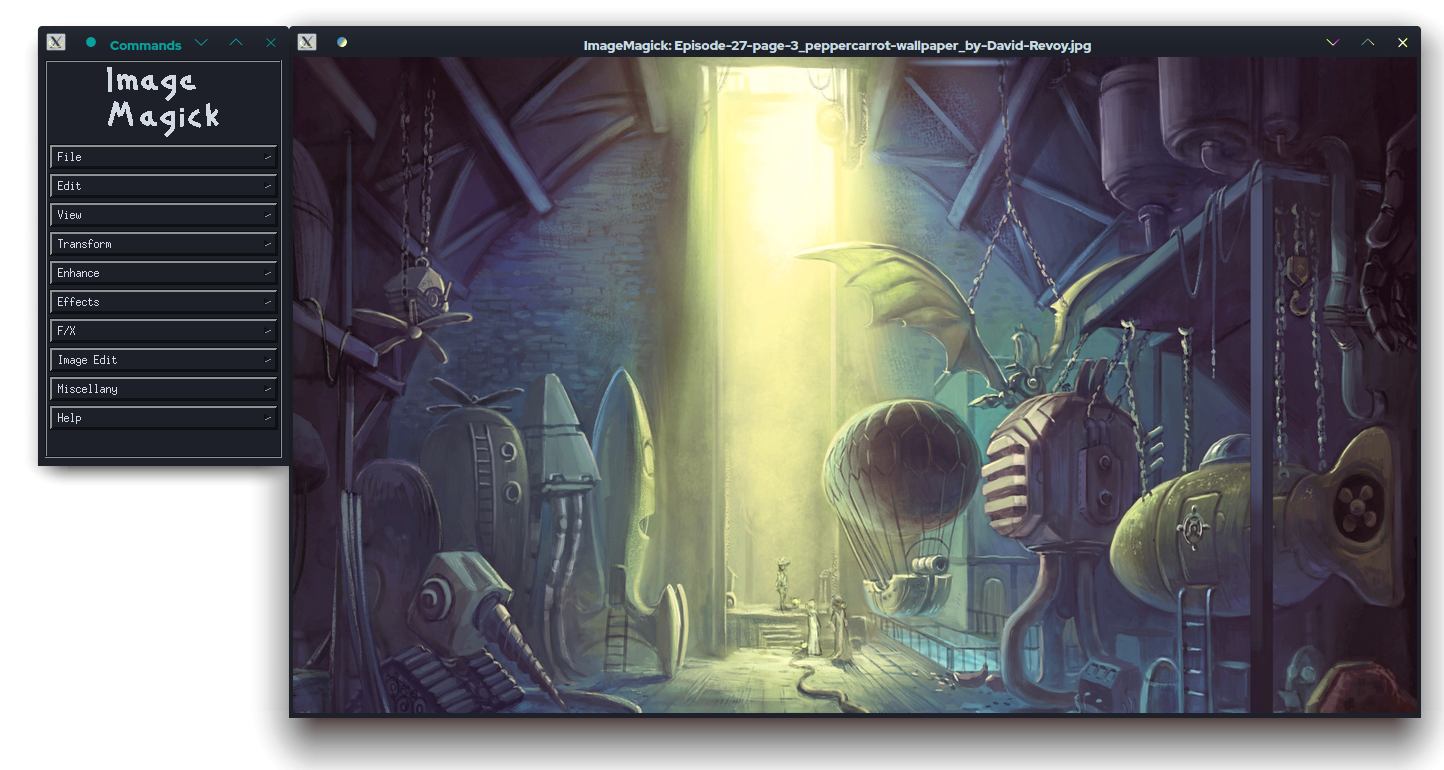 Commands
ImageMagick: Episode-27-page-3_peppercarrot-wallpaper_by-David-Revoy.jpg
Image
Magick
File
Edit
View
Transform
Enhance
Effects
F/X
Image Edit
Miscellany
Help